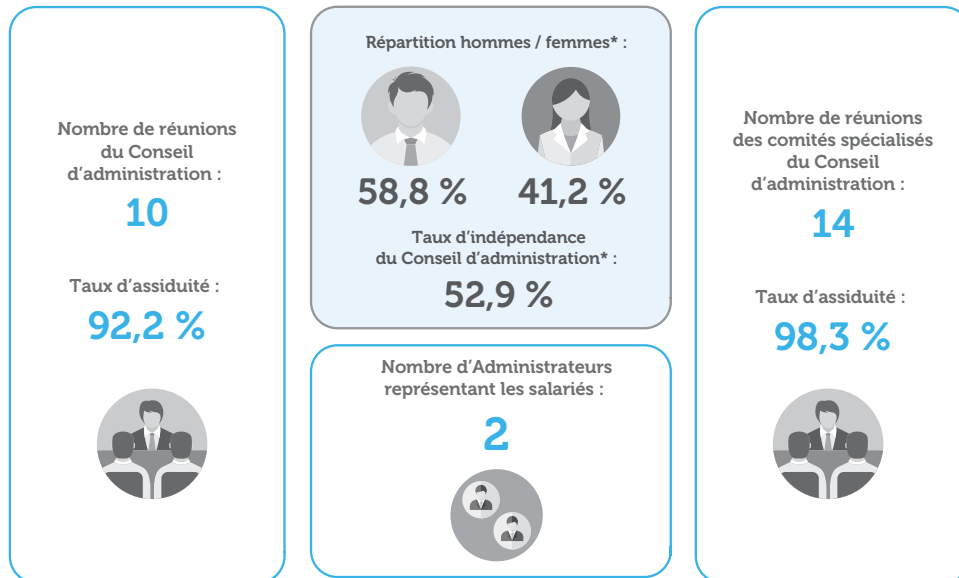 Nombre de réunions
du Conseil
d'administration :
10
Taux d'assiduité :
92,2 %
Répartition hommes / femmes* :
58,8 %
41,2 %
Taux d'indépendance
du Conseil d'administration* :
52,9 %
Nombre d'Administrateurs
représentant les salariés :
2
Nombre de réunions
des comités spécialisés
du Conseil
d'administration :
14
Taux d'assiduité :
98,3 %